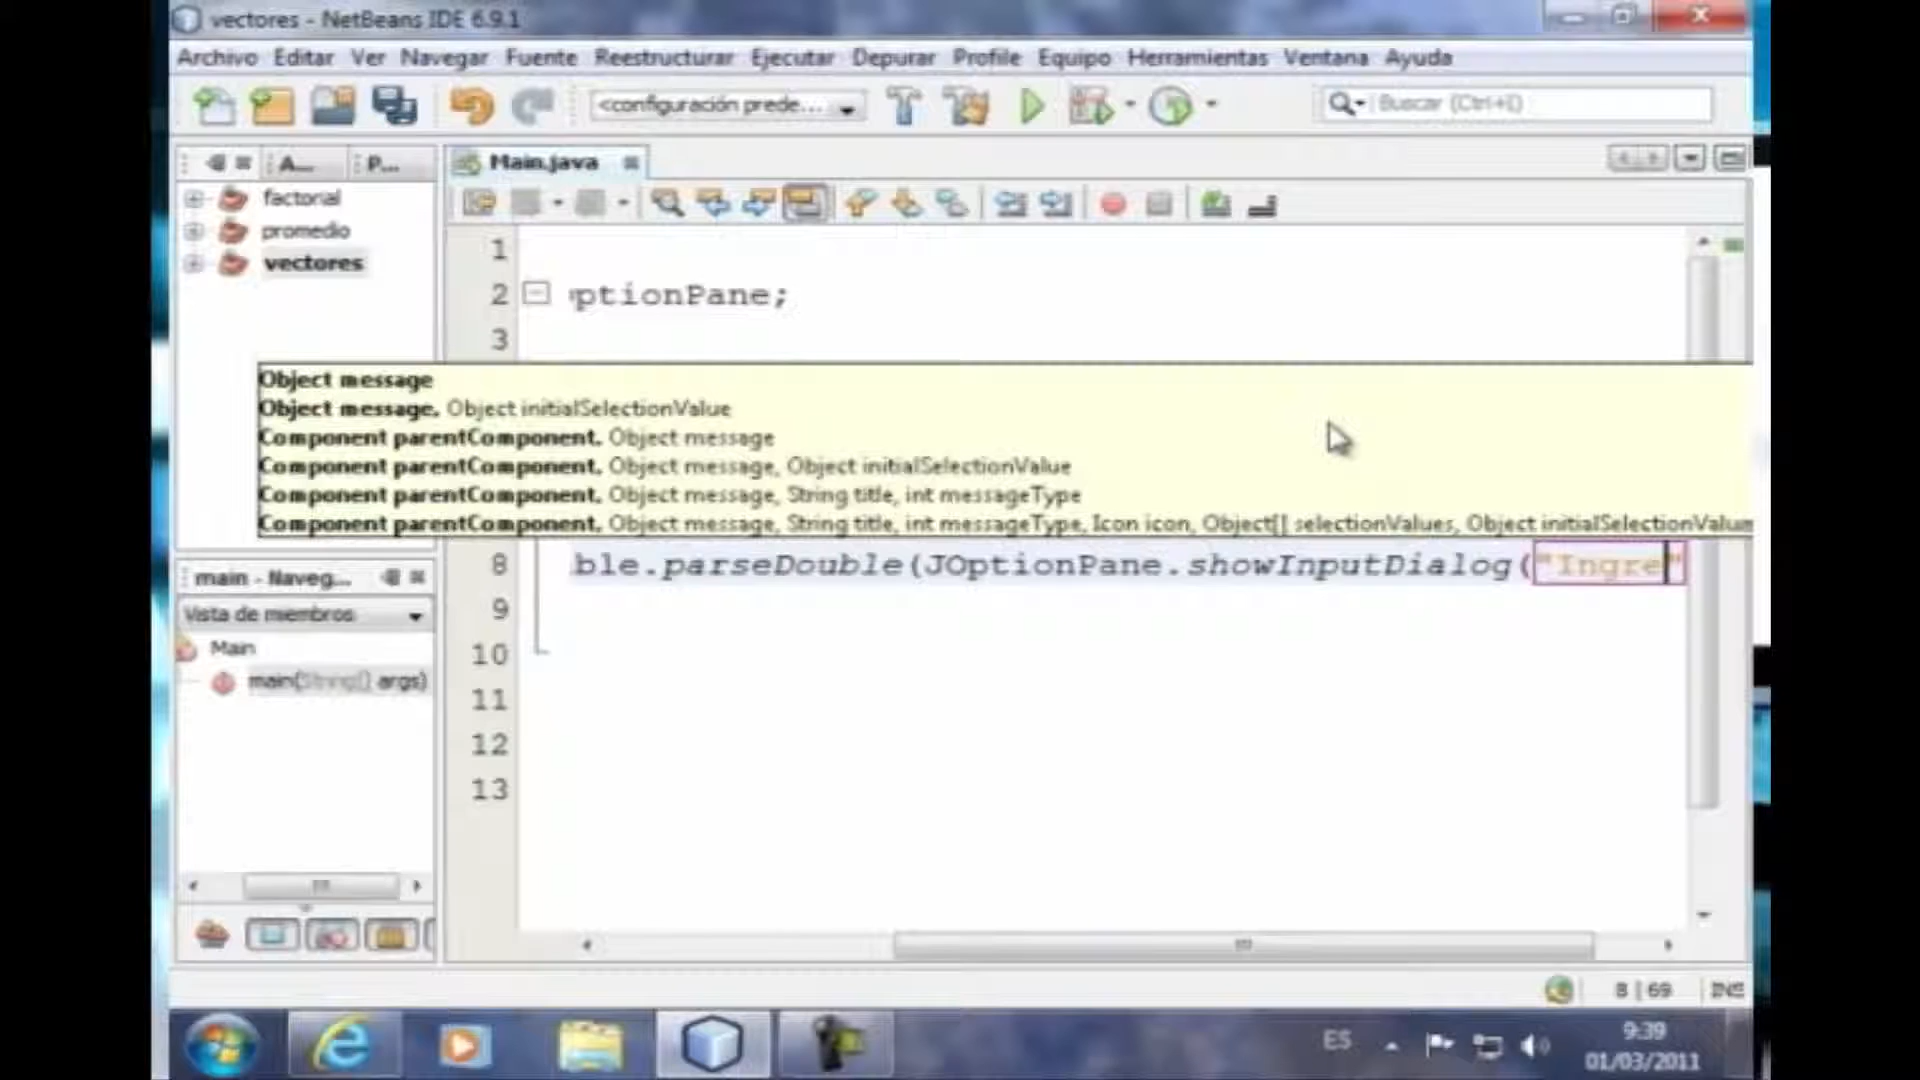 vectores - NetBeans IDE 6.9.1
Archivo Editar Ver Navegar Fuente Reestructurar Ejecutar Depurar Profile Equipo Herramientas Ventana Ayuda
<configuración prede... Buscar (Ctrl+I)
A... P... Main.java
factorial
promedio
vectores
1
2 ptionPane;
3
Object message
Object message, Object initialSelectionValue
Component parentComponent, Object message
Component parentComponent, Object message, Object initialSelectionValue
Component parentComponent, Object message, String title, int messageType
Component parentComponent, Object message, String title, int messageType, Icon icon, Object[] selectionValues, Object initialSelectionValue
8 ble.parseDouble(JOptionPane.showInputDialog("Ingre"
9
10
11
12
13
main - Naveg...
Vista de miembros
Main
main(String[] args)
8 | 69 INS
ES
9:39
01/03/2011